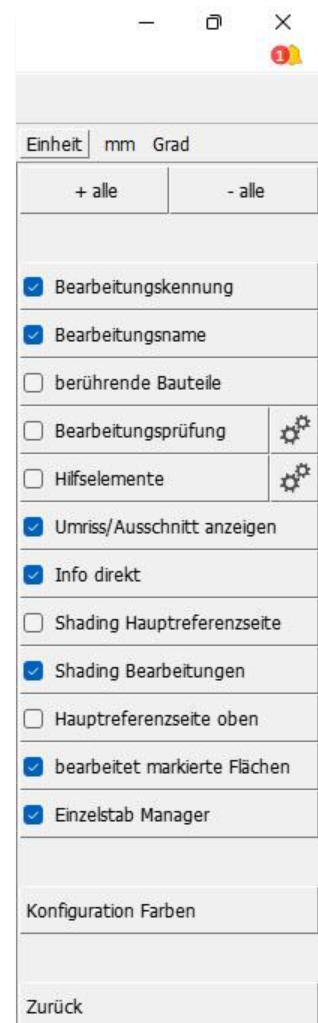 1
Einheit mm Grad
+ alle - alle
Bearbeitungskennung
Bearbeitungsname
berührende Bauteile
Bearbeitungsprüfung
Hilfselemente
Umriss/Ausschnitt anzeigen
Info direkt
Shading Hauptreferenzseite
Shading Bearbeitungen
Hauptreferenzseite oben
bearbeitet markierte Flächen
Einzelstab Manager
Konfiguration Farben
Zurück